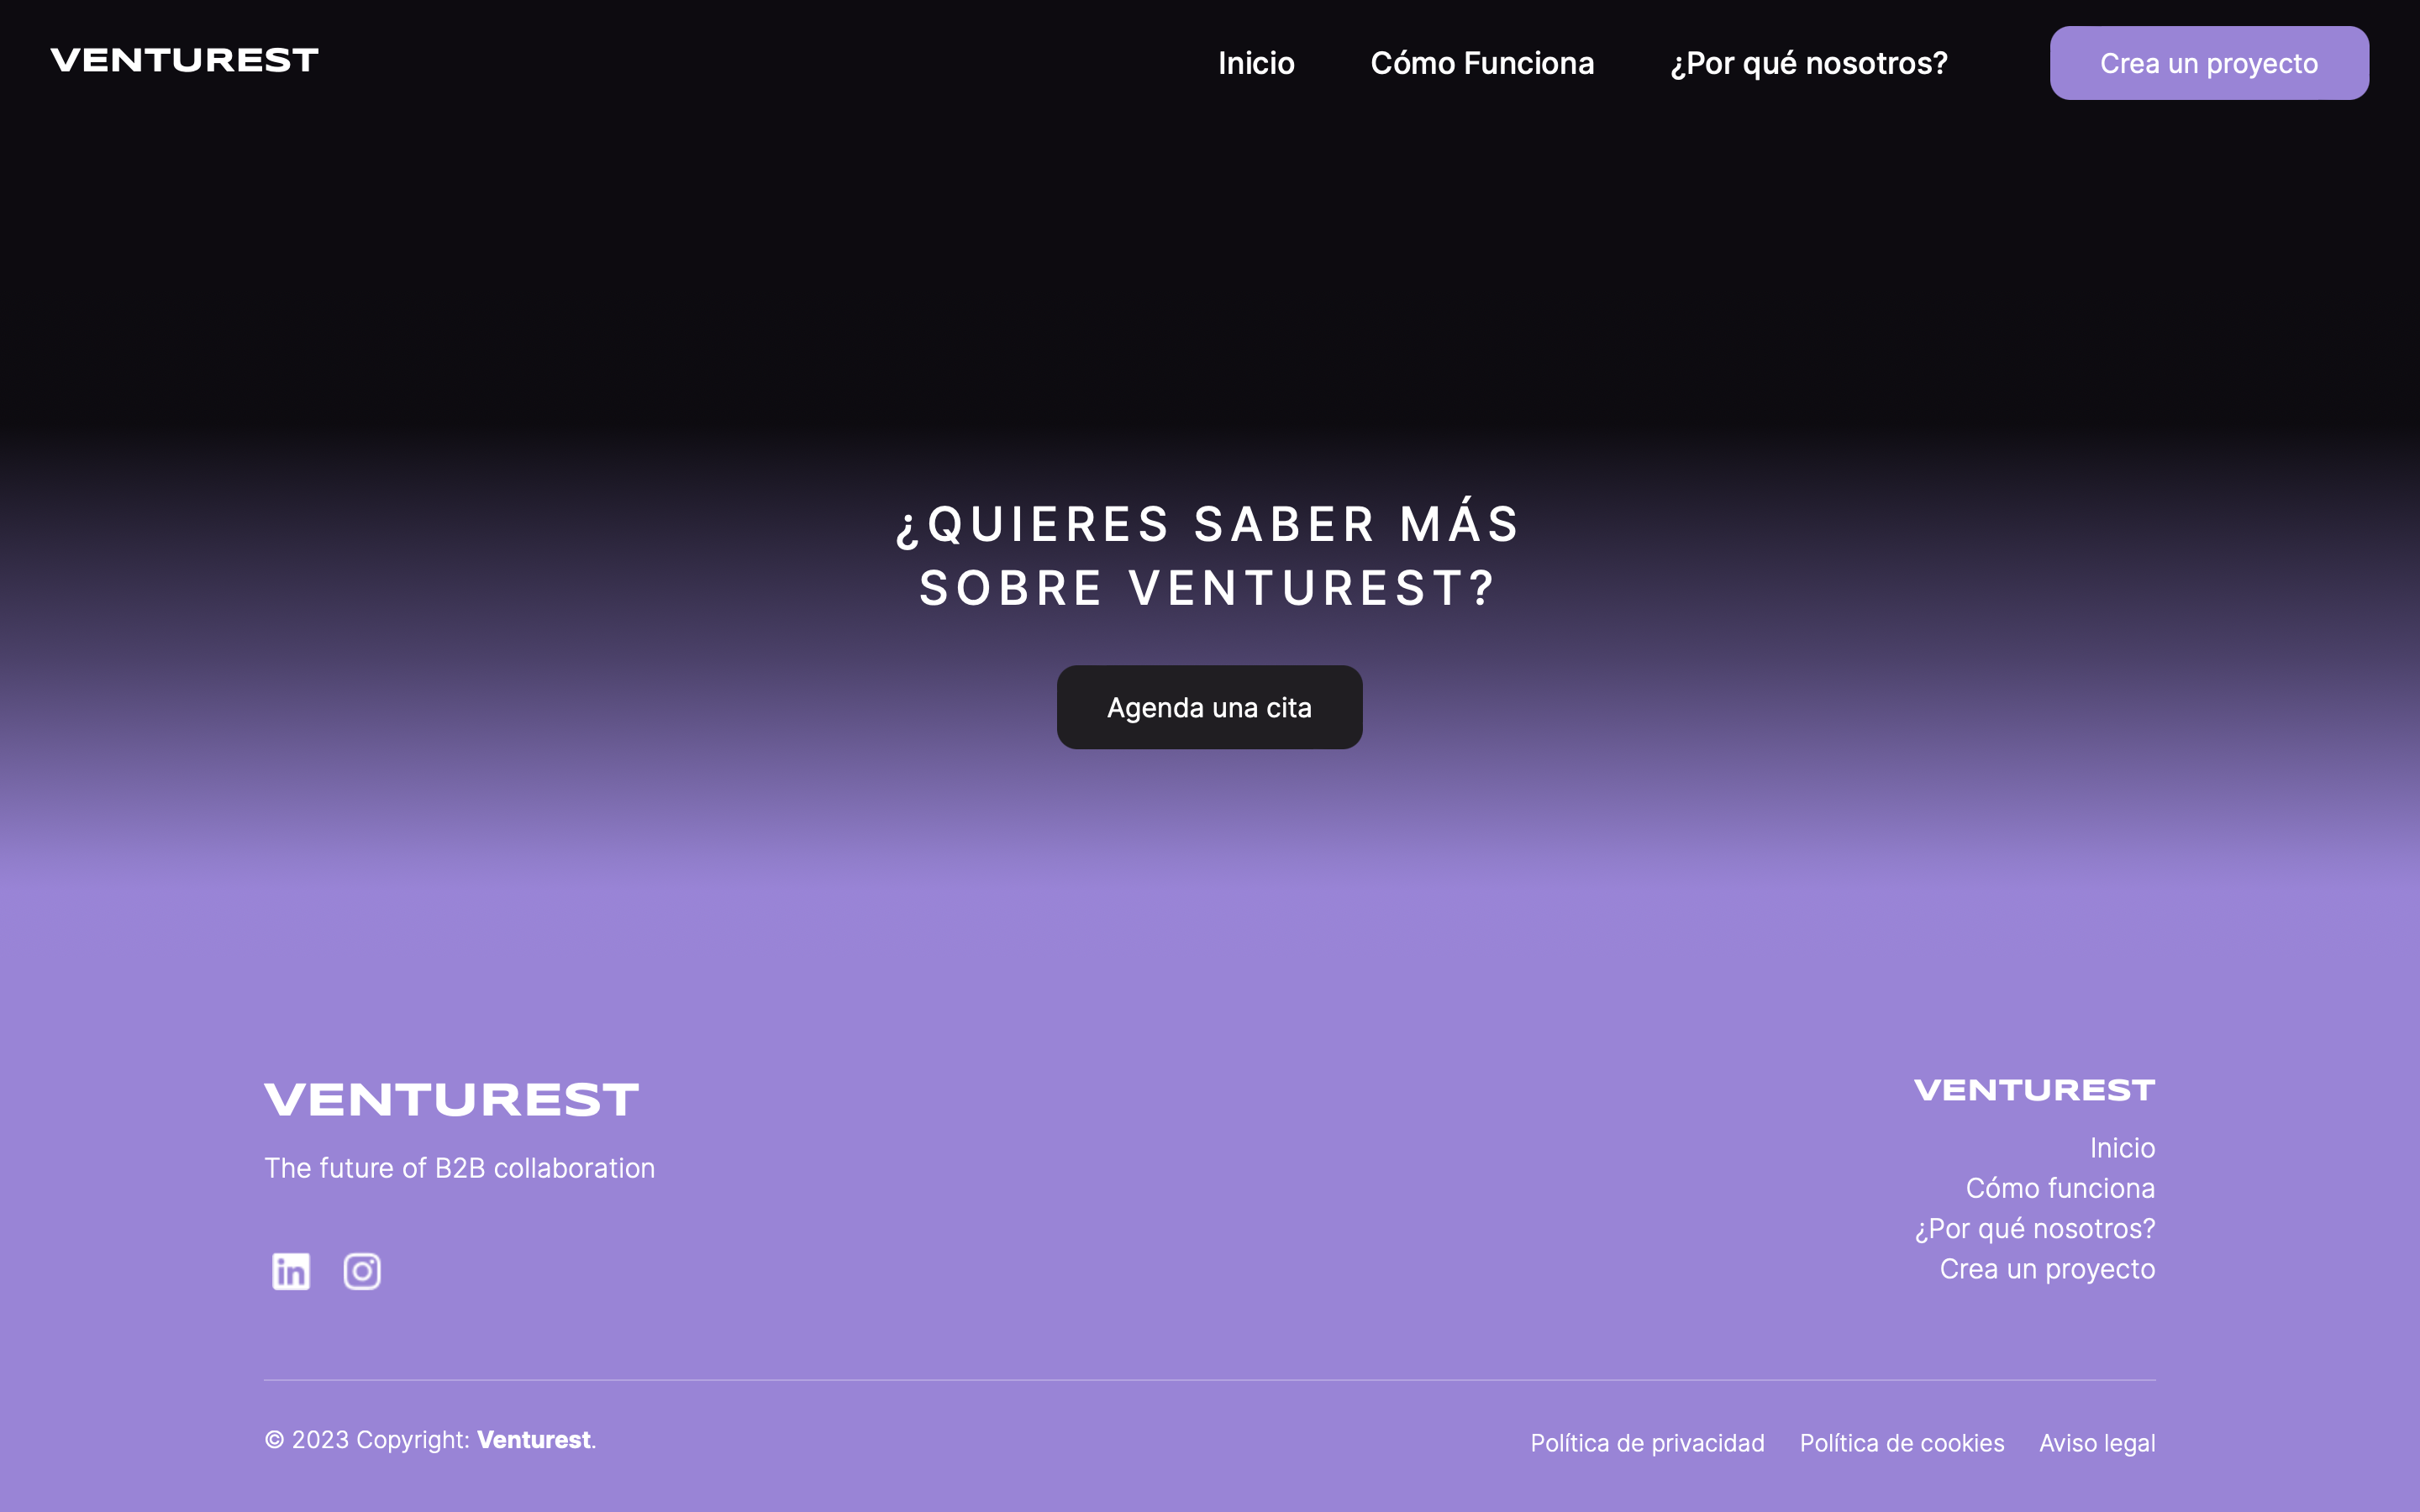 VENTUREST
Inicio
Cómo Funciona
¿Por qué nosotros?
Crea un proyecto
¿QUIERES SABER MÁS
SOBRE VENTUREST?
Agenda una cita
VENTUREST
The future of B2B collaboration
in
VENTUREST
Inicio
Cómo funciona
¿Por qué nosotros?
Crea un proyecto
© 2023 Copyright: Venturest.
Política de privacidad
Política de cookies
Aviso legal